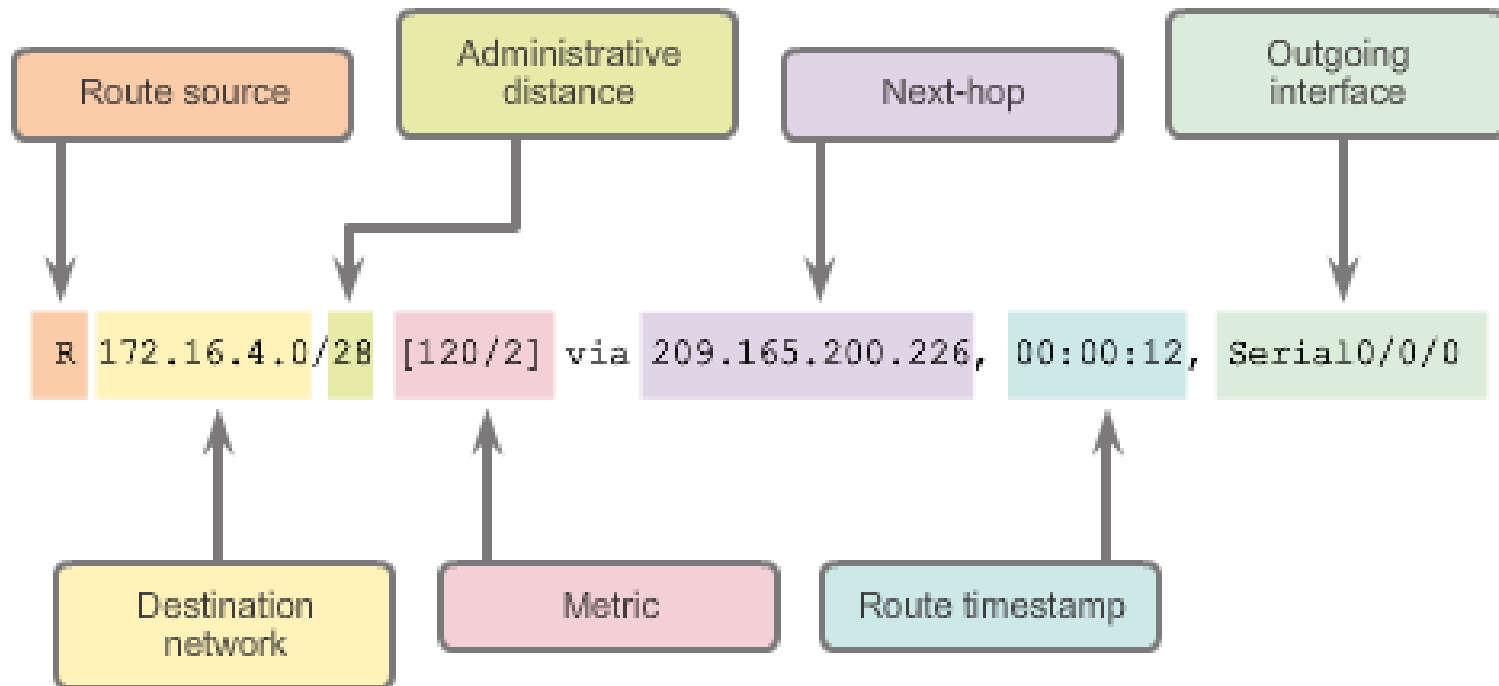 Route source
Administrative
distance
Next-hop
Outgoing
interface
R 172.16.4.0/28 [120/2] via 209.165.200.226, 00:00:12, Serial0/0/0
Destination
network
Metric
Route timestamp